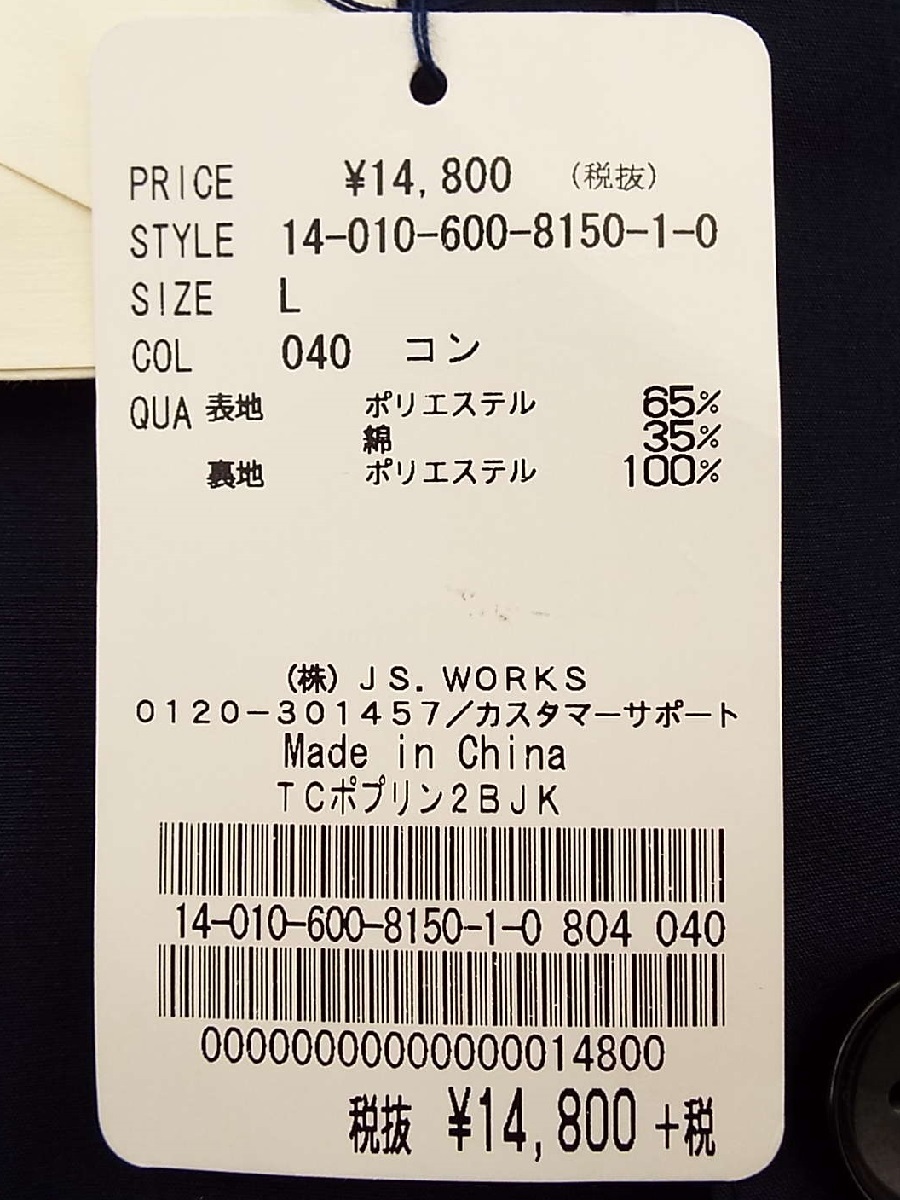 PRICE ¥14,800 (税抜)
STYLE 14-010-600-8150-1-0
SIZE L
COL 040 コン
QUA 表地 ポリエステル 65%
綿 35%
裏地 ポリエステル 100%
(株)JS.WORKS
0120-301457/カスタマーサポート
Made in China
TCポプリン2BJK
14-010-600-8150-1-0 804 040
00000000000000014800
税抜 ¥14,800+税